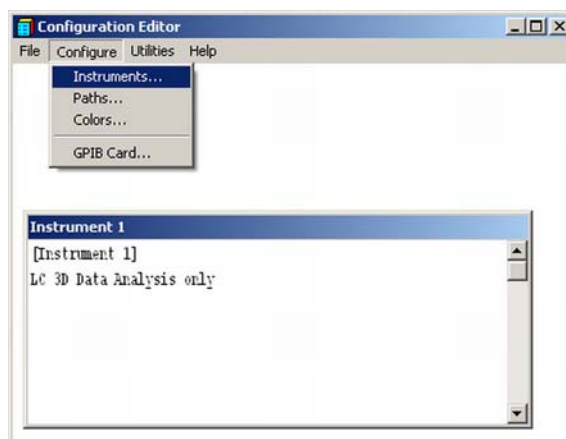 Configuration Editor
File Configure Utilities Help
Instruments...
Paths...
Colors...
GPIB Card...
Instrument 1
[Instrument 1]
LC 3D Data Analysis only